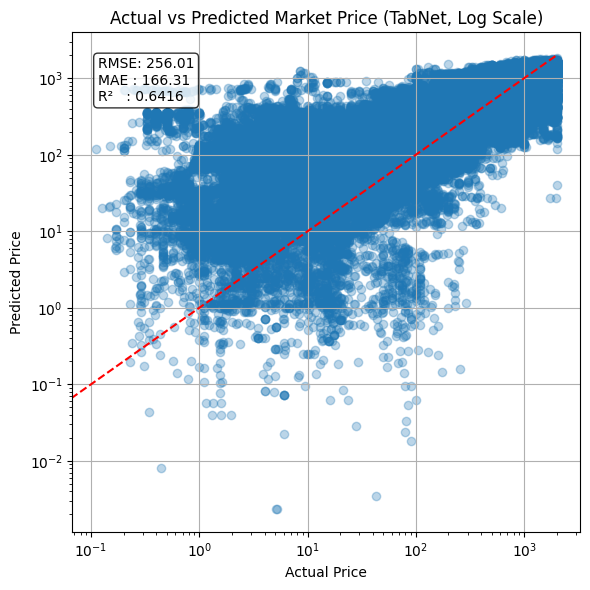 Actual vs Predicted Market Price (TabNet, Log Scale)
RMSE: 256.01
MAE : 166.31
R² : 0.6416
Predicted Price
10³
10²
10¹
10⁰
10⁻¹
10⁻²
10⁻¹ 10⁰ 10¹ 10² 10³
Actual Price